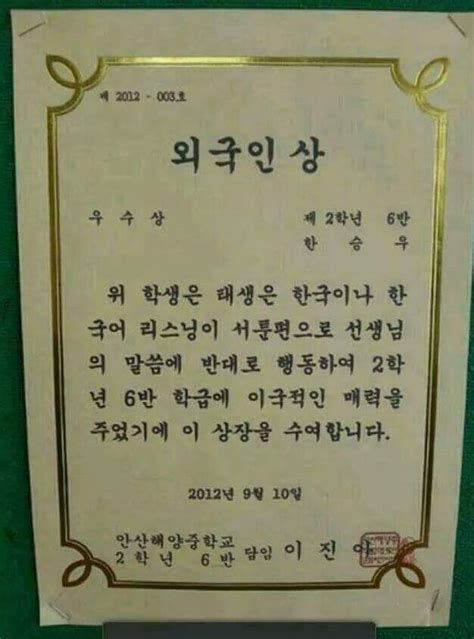 제 2012 - 003호
외국인상
우수상 제 2학년 6반
한승우
위 학생은 태생은 한국이나 한
국어 리스닝이 서툰편으로 선생님
의 말씀에 반대로 행동하여 2학
년 6반 학급에 이국적인 매력을
주었기에 이 상장을 수여합니다.
2012년 9월 10일
안산해양중학교
2학년 6반 담임 이진아